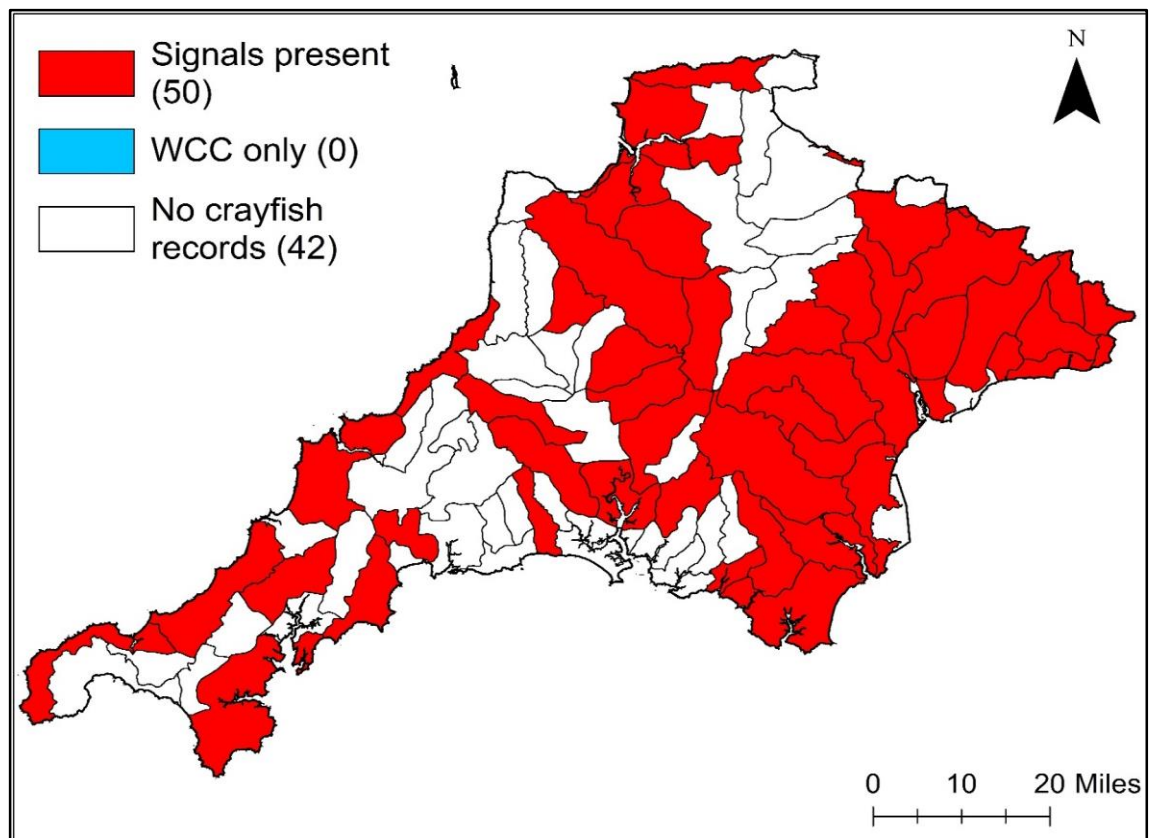 Signals present
(50)
WCC only (0)
No crayfish
records (42)
N
0 10 20 Miles